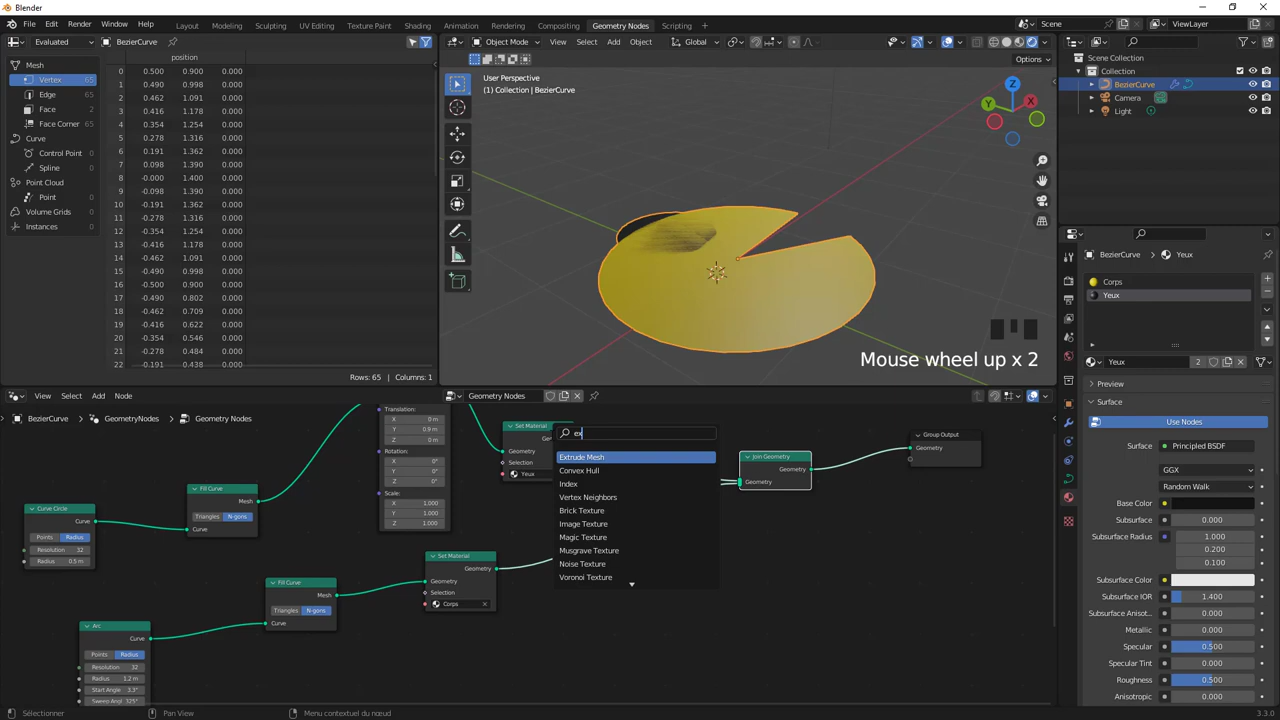 Blender
File Edit Render Window Help Layout Modeling Sculpting UV Editing Texture Paint Shading Animation Rendering Compositing Geometry Nodes Scripting Scene ViewLayer
Evaluated BezierCurve
Object Mode View Select Add Object Global
Options
position
Mesh
Vertex 65
Edge 65
Face 2
Face Corner 65
Curve
Control Point 0
Spline 0
Point Cloud
Point 0
Volume Grids
Instances 0
0 0.500 0.900 0.000
1 0.490 0.998 0.000
2 0.462 1.091 0.000
3 0.416 1.178 0.000
4 0.354 1.254 0.000
5 0.278 1.316 0.000
6 0.191 1.362 0.000
7 0.098 1.390 0.000
8 -0.000 1.400 0.000
9 -0.098 1.390 0.000
10 -0.191 1.362 0.000
11 -0.278 1.316 0.000
12 -0.354 1.254 0.000
13 -0.416 1.178 0.000
14 -0.462 1.091 0.000
15 -0.490 0.998 0.000
16 -0.500 0.900 0.000
17 -0.490 0.802 0.000
18 -0.462 0.709 0.000
19 -0.416 0.622 0.000
20 -0.354 0.546 0.000
21 -0.278 0.484 0.000
22 -0.191 0.438 0.000
Rows: 65 | Columns: 1
User Perspective
(1) Collection | BezierCurve
Z
Y X
Mouse wheel up x 2
Scene Collection
Collection
BezierCurve
Camera
Light
BezierCurve Yeux
Corps
Yeux
Yeux 2
Preview
Surface
Use Nodes
Surface Principled BSDF
GGX
Random Walk
Base Color
Subsurface 0.000
Subsurface Radius 1.000
0.200
0.100
Subsurface Color
Subsurface IOR 1.400
Subsurface Anisot... 0.000
Metallic 0.000
Specular 0.500
Specular Tint 0.000
Roughness 0.500
Anisotropic 0.000
View Select Add Node Geometry Nodes
BezierCurve GeometryNodes Geometry Nodes
Translation:
X 0 m
Y 0.9 m
Z 0 m
Rotation:
X 0°
Y 0°
Z 0°
Scale:
X 1.000
Y 1.000
Z 1.000
Set Material
Geometry
Selection
Yeux
ex
Extrude Mesh
Convex Hull
Index
Vertex Neighbors
Brick Texture
Image Texture
Magic Texture
Musgrave Texture
Noise Texture
Voronoi Texture
Join Geometry
Geometry
Geometry
Group Output
Geometry
Curve Circle
Curve
Points Radius
Resolution 32
Radius 0.5 m
Fill Curve
Mesh
Triangles N-gons
Curve
Set Material
Geometry
Geometry
Selection
Corps
Fill Curve
Mesh
Triangles N-gons
Curve
Arc
Curve
Points Radius
Resolution 32
Radius 1.2 m
Start Angle 3.3°
Sweep Angl 325°
Sélectionner Pan View Menu contextuel du nœud 3.3.0